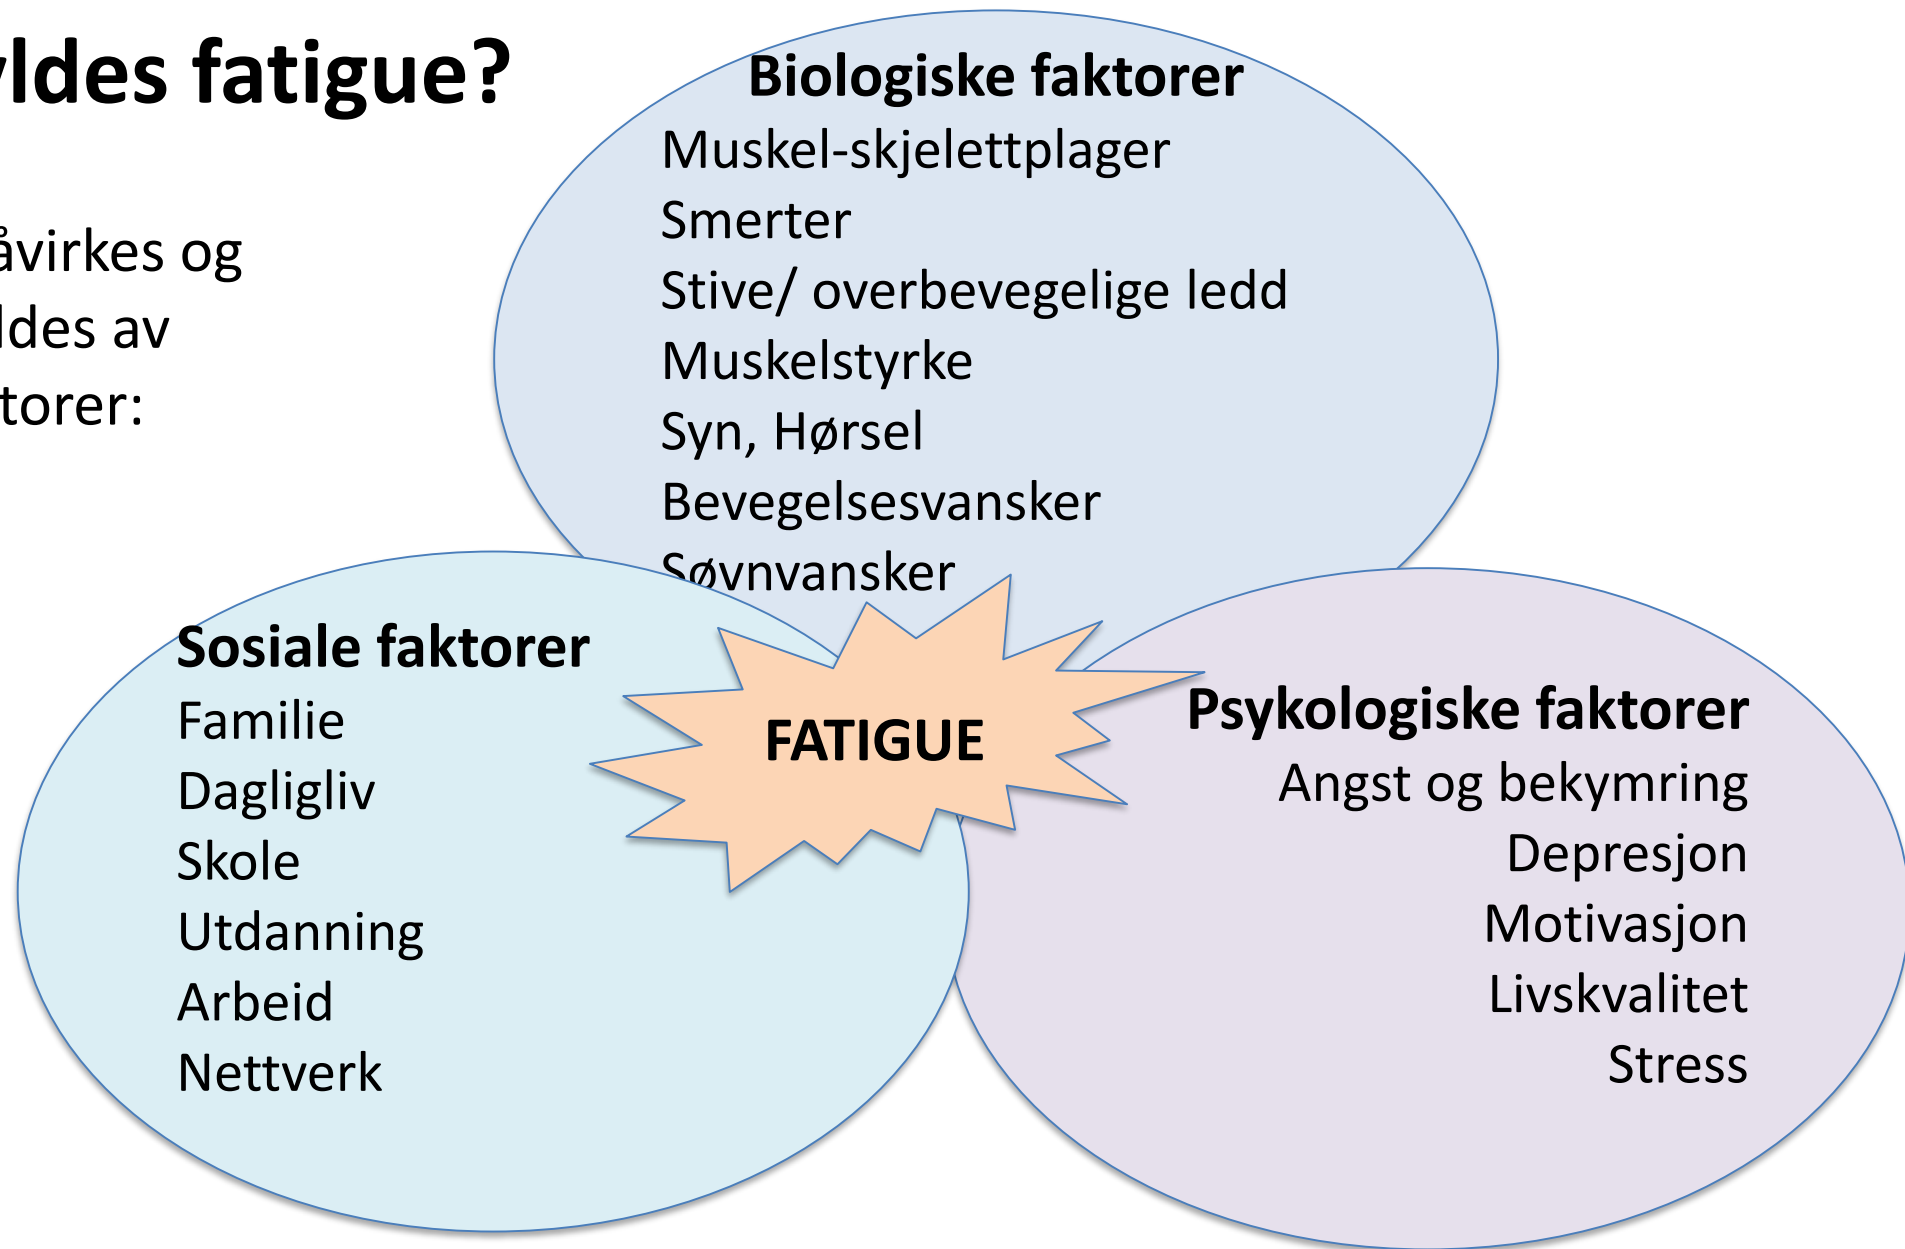 yldes fatigue?
åvirkes og
ldes av
torer:
Biologiske faktorer
Muskel-skjelettplager
Smerter
Stive/ overbevegelige ledd
Muskelstyrke
Syn, Hørsel
Bevegelsesvansker
Søvnvansker
Sosiale faktorer
Familie
Dagligliv
Skole
Utdanning
Arbeid
Nettverk
FATIGUE
Psykologiske faktorer
Angst og bekymring
Depresjon
Motivasjon
Livskvalitet
Stress